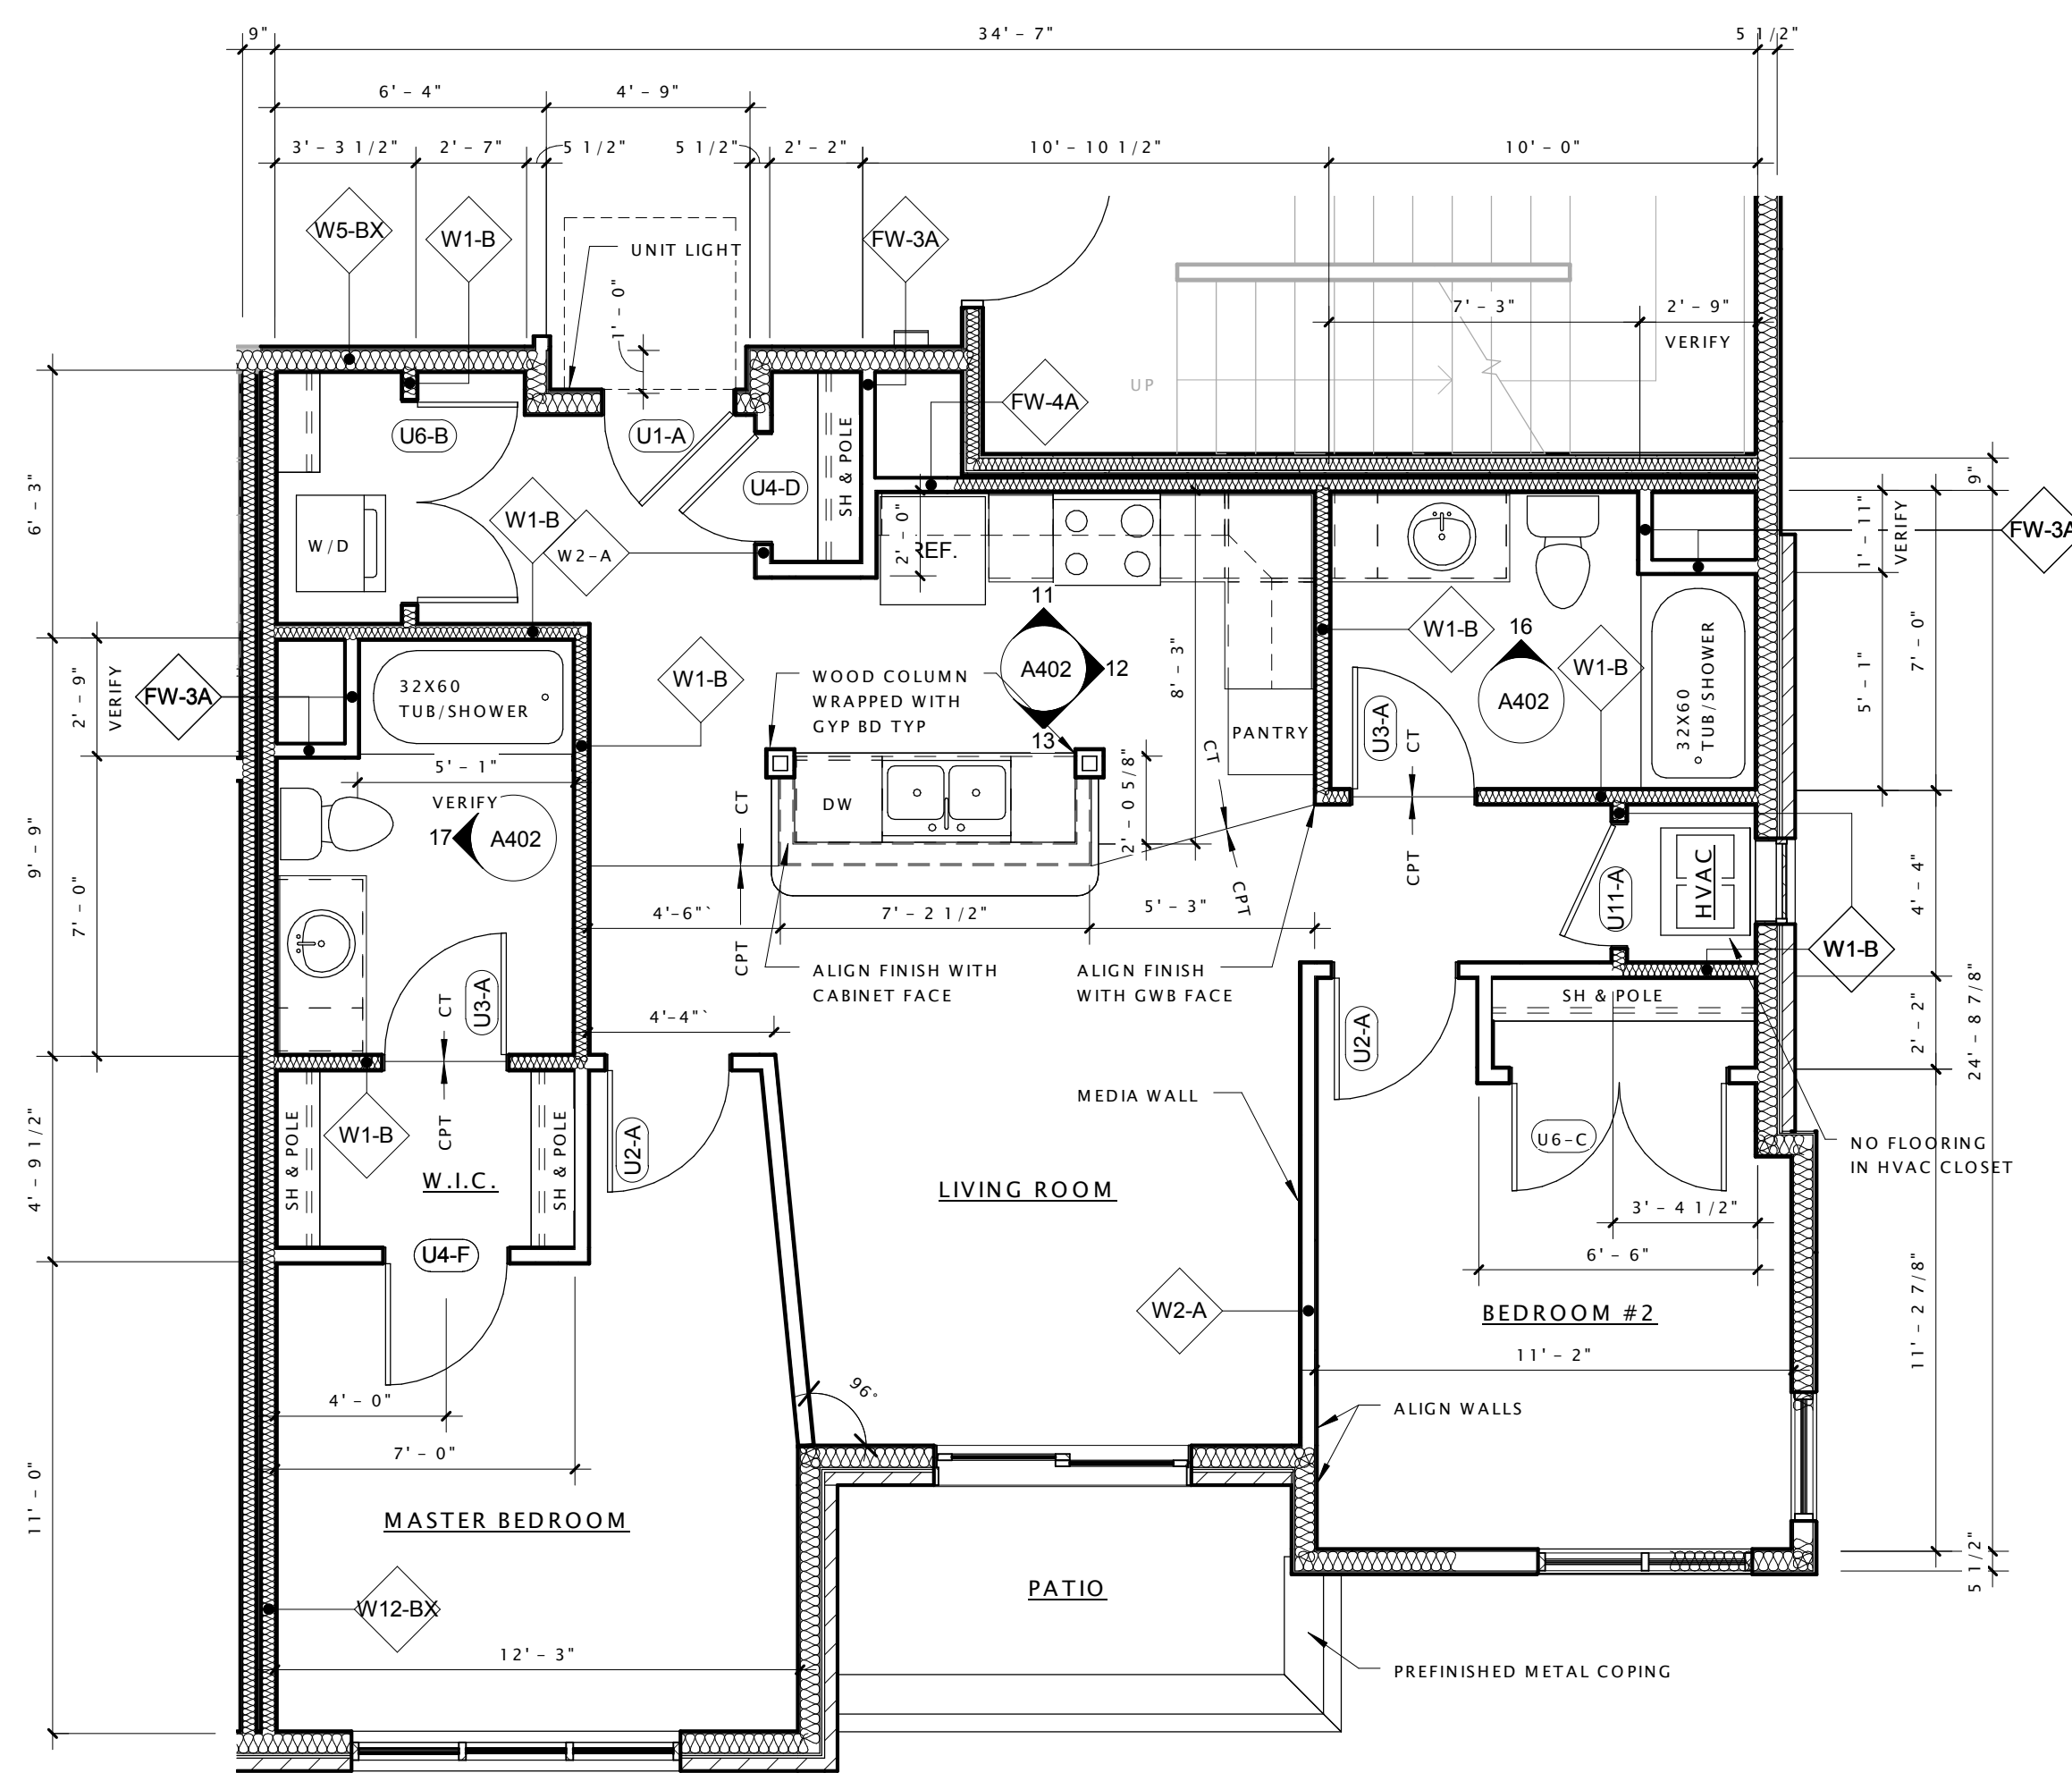 9"
34' - 7"
5 1/2"
6' - 4"
4' - 9"
3' - 3 1/2"
2' - 7"
5 1/2"
5 1/2"
2' - 2"
10' - 10 1/2"
10' - 0"
W5-BX
W1-B
FW-3A
UNIT LIGHT
1' - 0"
7' - 3"
2' - 9"
VERIFY
UP
FW-4A
U6-B
U1-A
U4-D
SH & POLE
6' - 3"
9"
W1-B
W2-A
W/D
2' - 0"
REF.
1' - 11"
VERIFY
FW-3A
11
A402
12
13
8' - 3"
W1-B
16
A402
W1-B
7' - 0"
5' - 1"
32X60
TUB/SHOWER
2' - 9"
VERIFY
FW-3A
32X60
TUB/SHOWER
W1-B
WOOD COLUMN
WRAPPED WITH
GYP BD TYP
PANTRY
U3-A
CT
CPT
CT
CPT
5' - 1"
VERIFY
17
A402
DW
2' - 0 5/8"
CT
CPT
9' - 9"
7' - 0"
U11-A
HVAC
4' - 4"
W1-B
4'-6"`
7' - 2 1/2"
5' - 3"
ALIGN FINISH WITH
CABINET FACE
ALIGN FINISH
WITH GWB FACE
SH & POLE
U3-A
CT
CPT
4'-4"`
U2-A
2' - 2"
24' - 8 7/8"
MEDIA WALL
4' - 9 1/2"
SH & POLE
W1-B
W.I.C.
SH & POLE
U2-A
U6-C
NO FLOORING
IN HVAC CLOSET
LIVING ROOM
3' - 4 1/2"
U4-F
6' - 6"
W2-A
BEDROOM #2
11' - 2 7/8"
11' - 2"
4' - 0"
96°
ALIGN WALLS
7' - 0"
11' - 0"
MASTER BEDROOM
PATIO
5 1/2"
W12-BX
12' - 3"
PREFINISHED METAL COPING